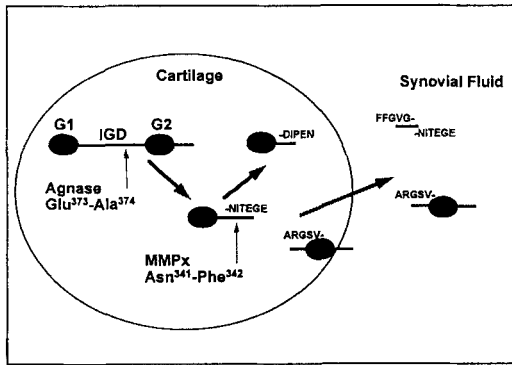 Cartilage
Synovial Fluid
G1
IGD
G2
-DIPEN
FFGVG-
-NITEGE
Agnase
Glu³⁷³-Ala³⁷⁴
-NITEGE
ARGSV-
ARGSV-
MMPx
Asn³⁴¹-Phe³⁴²